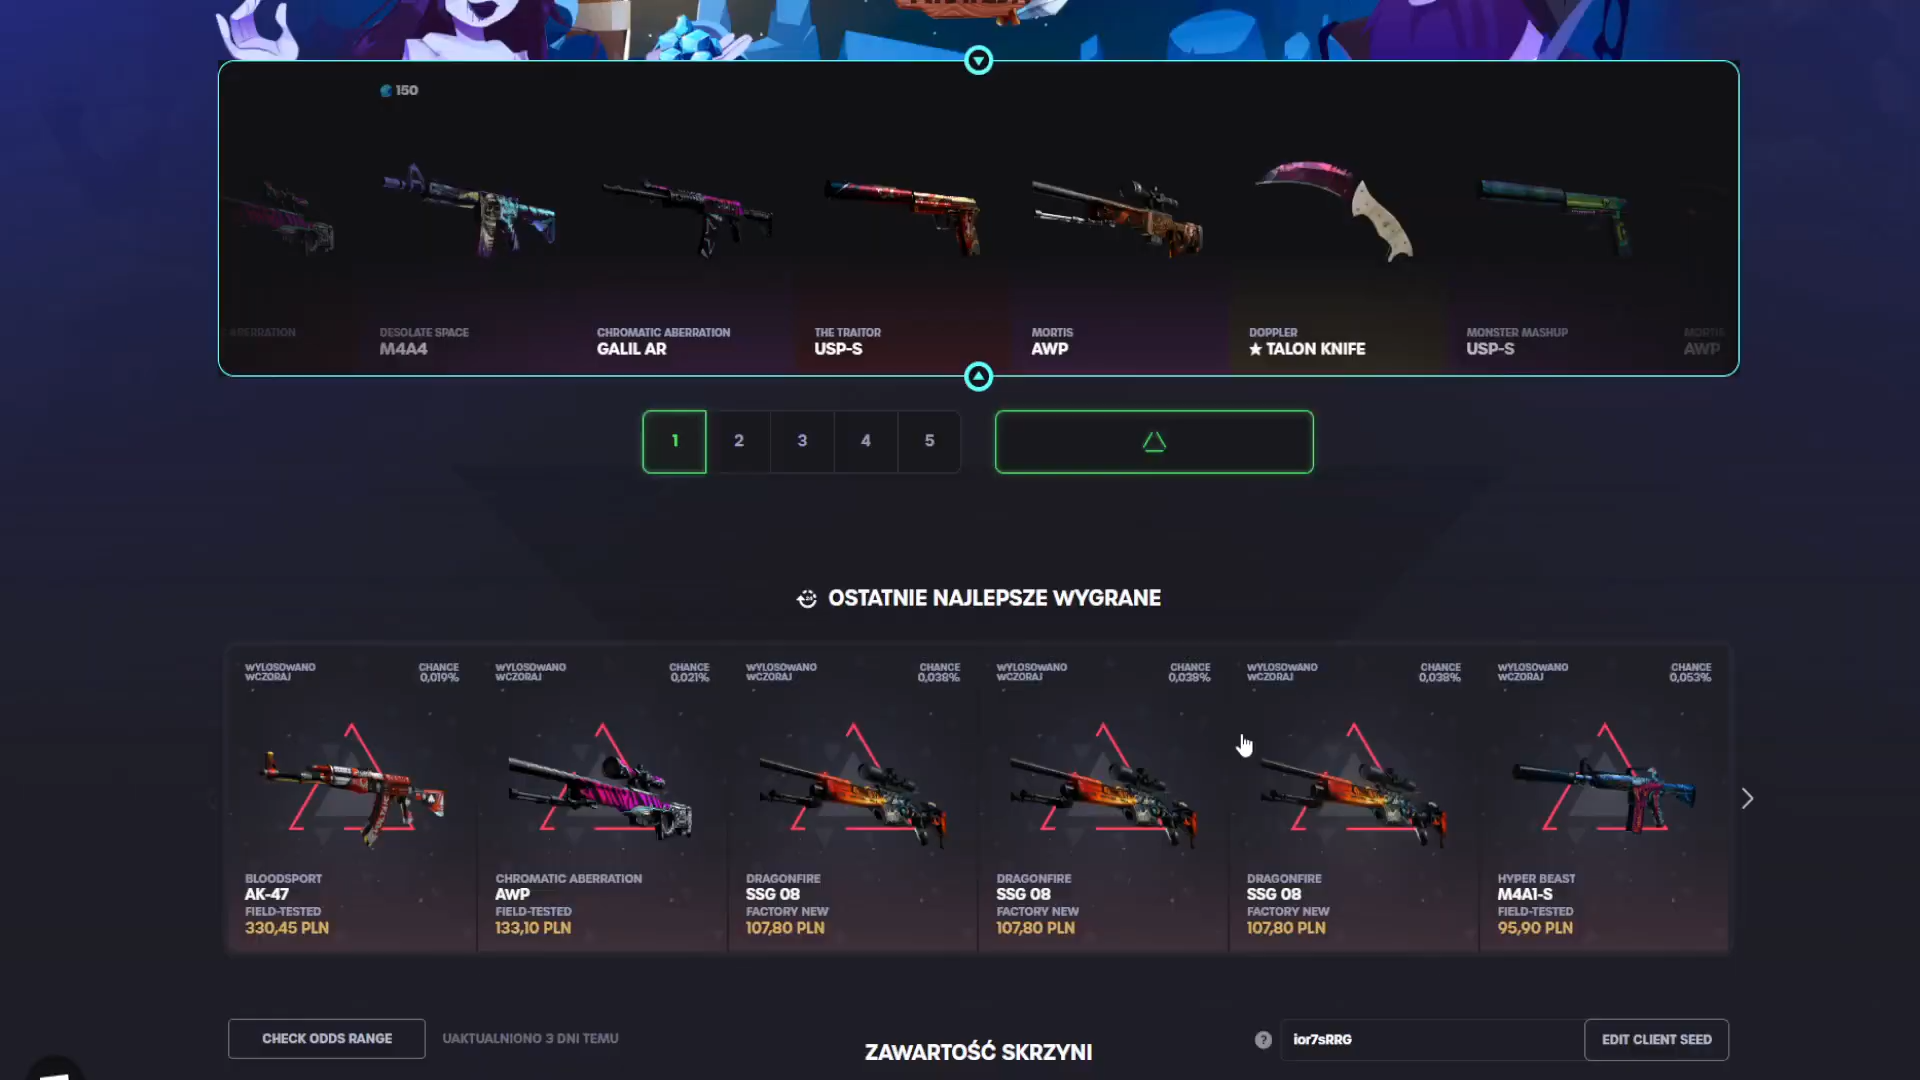 150
ABERRATION
DESOLATE SPACE
M4A4
CHROMATIC ABERRATION
GALIL AR
THE TRAITOR
USP-S
MORTIS
AWP
DOPPLER
★ TALON KNIFE
MONSTER MASHUP
USP-S
MORTIS
AWP
1 2 3 4 5
OSTATNIE NAJLEPSZE WYGRANE
WYLOSOWANO
WCZORAJ
CHANCE
0,019%
BLOODSPORT
AK-47
FIELD-TESTED
330,45 PLN
WYLOSOWANO
WCZORAJ
CHANCE
0,021%
CHROMATIC ABERRATION
AWP
FIELD-TESTED
133,10 PLN
WYLOSOWANO
WCZORAJ
CHANCE
0,038%
DRAGONFIRE
SSG 08
FACTORY NEW
107,80 PLN
WYLOSOWANO
WCZORAJ
CHANCE
0,038%
DRAGONFIRE
SSG 08
FACTORY NEW
107,80 PLN
WYLOSOWANO
WCZORAJ
CHANCE
0,038%
DRAGONFIRE
SSG 08
FACTORY NEW
107,80 PLN
WYLOSOWANO
WCZORAJ
CHANCE
0,053%
HYPER BEAST
M4A1-S
FIELD-TESTED
95,90 PLN
CHECK ODDS RANGE
UAKTUALNIONO 3 DNI TEMU
ZAWARTOŚĆ SKRZYNI
?
ior7sRRG
EDIT CLIENT SEED